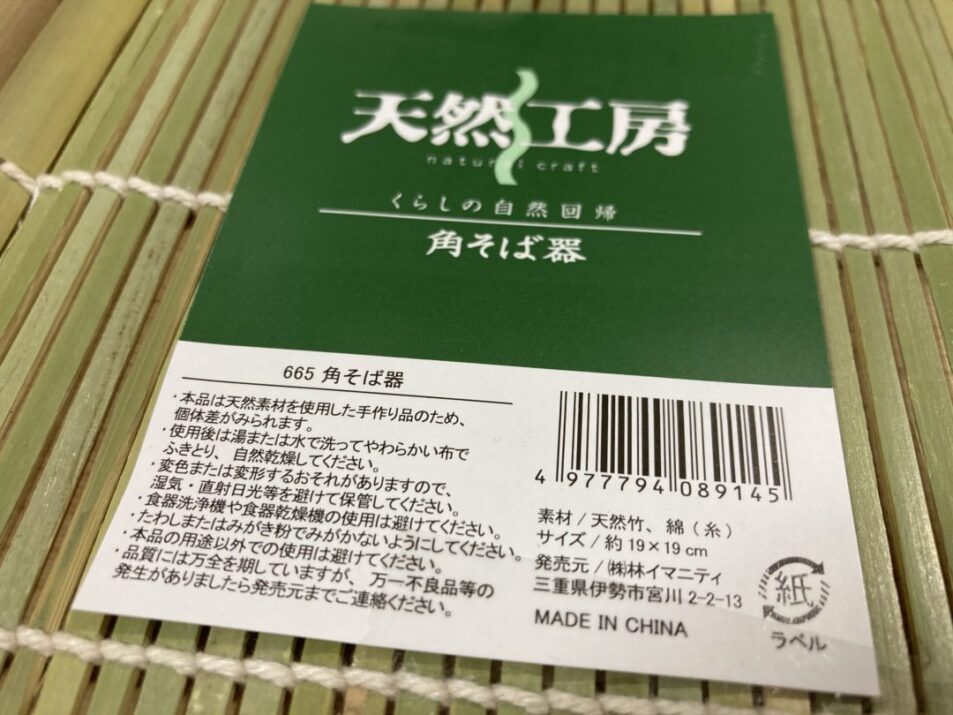 天然工房
natural craft
くらしの自然回帰
角そば器
665 角そば器
・本品は天然素材を使用した手作り品のため、
個体差がみられます。
・使用後は湯または水で洗ってやわらかい布で
ふきとり、自然乾燥してください。
・変色または変形するおそれがありますので、
湿気・直射日光等を避けて保管してください。
・食器洗浄機や食器乾燥機の使用は避けてください。
・たわしまたはみがき粉でみがかないようにしてください。
・本品の用途以外での使用は避けてください。
・品質には万全を期していますが、万一不良品等の
発生がありましたら発売元までご連絡ください。
4 977794 089145
素材/天然竹、綿(糸)
サイズ/約19×19cm
発売元/㈱林イマニティ
三重県伊勢市宮川2-2-13
MADE IN CHINA
紙
ラベル